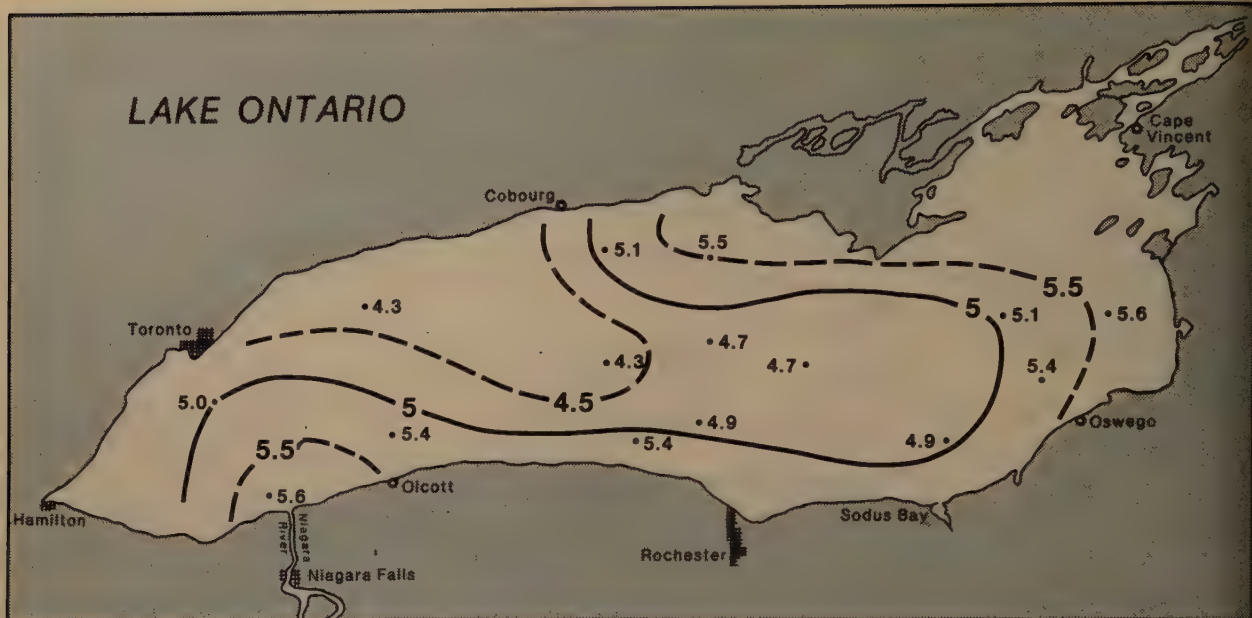 LAKE ONTARIO
Cape
Vincent
Cobourg
5.1
5.5
5.5
4.3
5
5.1
5.6
Toronto
4.7
4.3
4.7
5.4
5.0
4.5
5
4.9
Oswego
5.4
5.4
4.9
5.5
Olcott
5.6
Hamilton
Sodus Bay
Niagara
River
Rochester
Niagara Falls